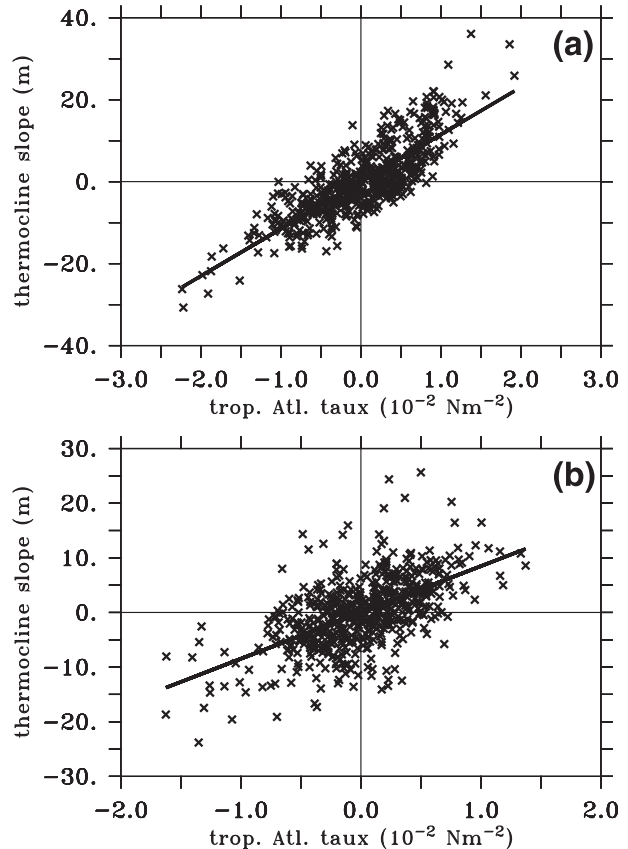 40.
(a)
20.
0.
-20.
-40.
thermocline slope (m)
-3.0 -2.0 -1.0 0.0 1.0 2.0 3.0
trop. Atl. taux (10⁻² Nm⁻²)
30.
(b)
20.
10.
0.
-10.
-20.
-30.
thermocline slope (m)
-2.0 -1.0 0.0 1.0 2.0
trop. Atl. taux (10⁻² Nm⁻²)